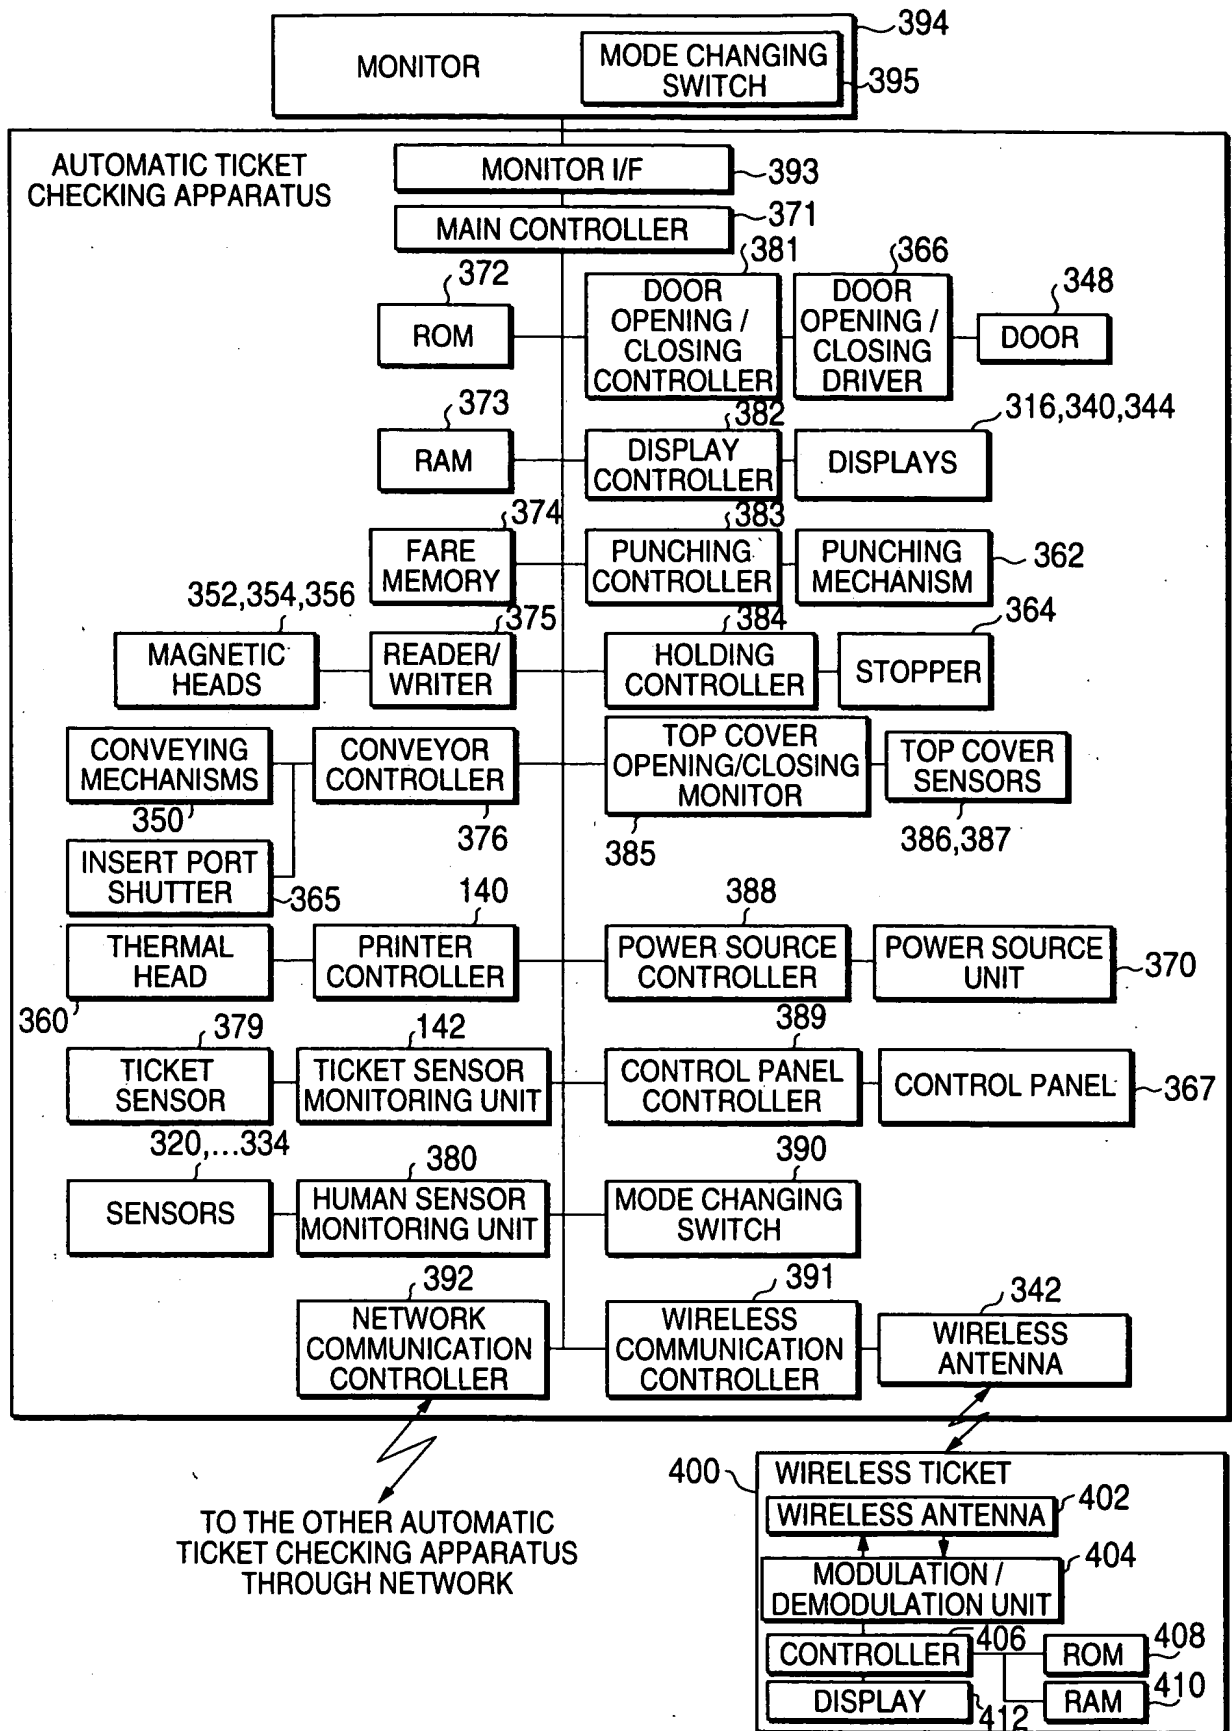 394
MONITOR
MODE CHANGING
SWITCH
395
AUTOMATIC TICKET
CHECKING APPARATUS
MONITOR I/F
393
MAIN CONTROLLER
371
372
ROM
381
DOOR
OPENING /
CLOSING
CONTROLLER
366
DOOR
OPENING /
CLOSING
DRIVER
348
DOOR
373
RAM
382
DISPLAY
CONTROLLER
316,340,344
DISPLAYS
374
FARE
MEMORY
383
PUNCHING
CONTROLLER
PUNCHING
MECHANISM
362
352,354,356
MAGNETIC
HEADS
375
READER/
WRITER
384
HOLDING
CONTROLLER
364
STOPPER
CONVEYING
MECHANISMS
350
CONVEYOR
CONTROLLER
376
TOP COVER
OPENING/CLOSING
MONITOR
385
TOP COVER
SENSORS
386,387
INSERT PORT
SHUTTER
365
THERMAL
HEAD
360
140
PRINTER
CONTROLLER
388
POWER SOURCE
CONTROLLER
POWER SOURCE
UNIT
370
379
TICKET
SENSOR
142
TICKET SENSOR
MONITORING UNIT
389
CONTROL PANEL
CONTROLLER
CONTROL PANEL
367
320,...334
SENSORS
380
HUMAN SENSOR
MONITORING UNIT
390
MODE CHANGING
SWITCH
392
NETWORK
COMMUNICATION
CONTROLLER
391
WIRELESS
COMMUNICATION
CONTROLLER
342
WIRELESS
ANTENNA
TO THE OTHER AUTOMATIC
TICKET CHECKING APPARATUS
THROUGH NETWORK
400
WIRELESS TICKET
WIRELESS ANTENNA
402
MODULATION /
DEMODULATION UNIT
404
CONTROLLER
406
ROM
408
DISPLAY
412
RAM
410